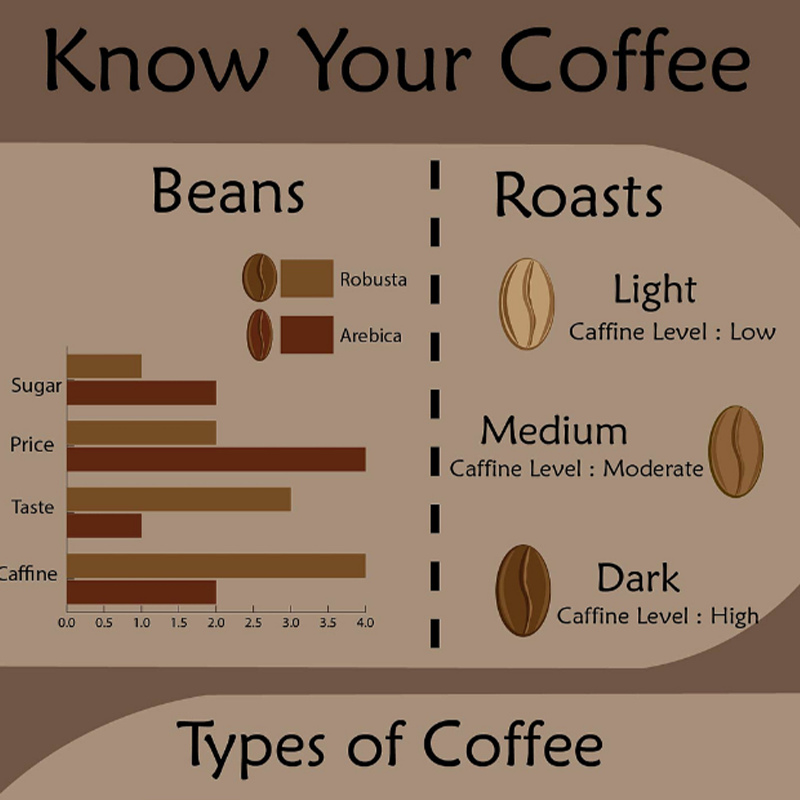 Know Your Coffee
Beans
Robusta
Arebica
Sugar
Price
Taste
Caffine
0.0 0.5 1.0 1.5 2.0 2.5 3.0 3.5 4.0
Roasts
Light
Caffine Level : Low
Medium
Caffine Level : Moderate
Dark
Caffine Level : High
Types of Coffee